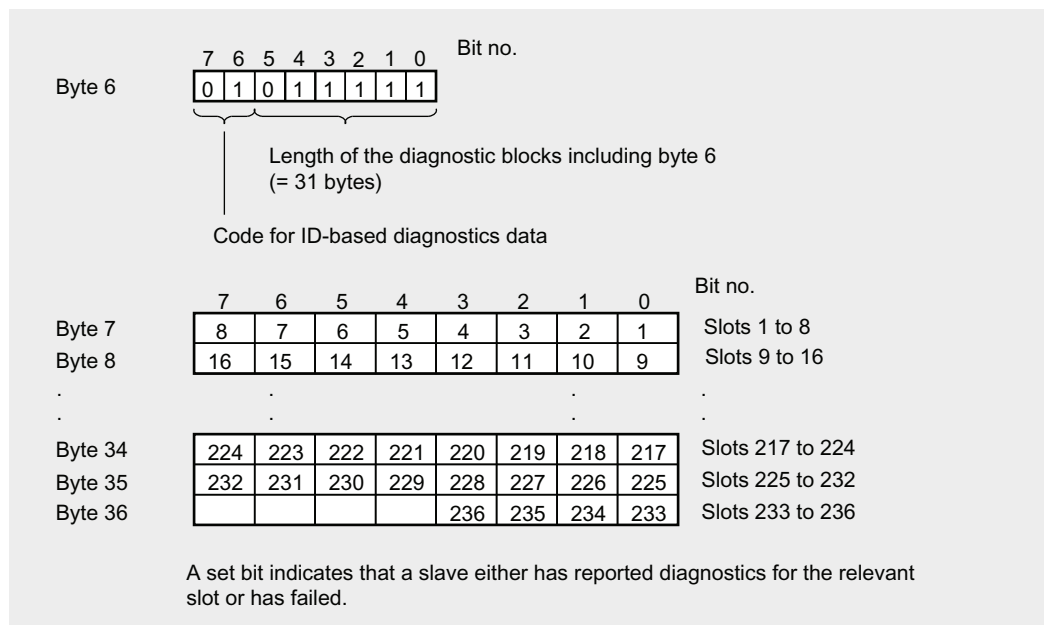 7 6 5 4 3 2 1 0 Bit no.
Byte 6 0 1 0 1 1 1 1 1
Length of the diagnostic blocks including byte 6
(= 31 bytes)
Code for ID-based diagnostics data
7 6 5 4 3 2 1 0 Bit no.
Byte 7 8 7 6 5 4 3 2 1 Slots 1 to 8
Byte 8 16 15 14 13 12 11 10 9 Slots 9 to 16
. . . .
. . . .
Byte 34 224 223 222 221 220 219 218 217 Slots 217 to 224
Byte 35 232 231 230 229 228 227 226 225 Slots 225 to 232
Byte 36 236 235 234 233 Slots 233 to 236
A set bit indicates that a slave either has reported diagnostics for the relevant
slot or has failed.